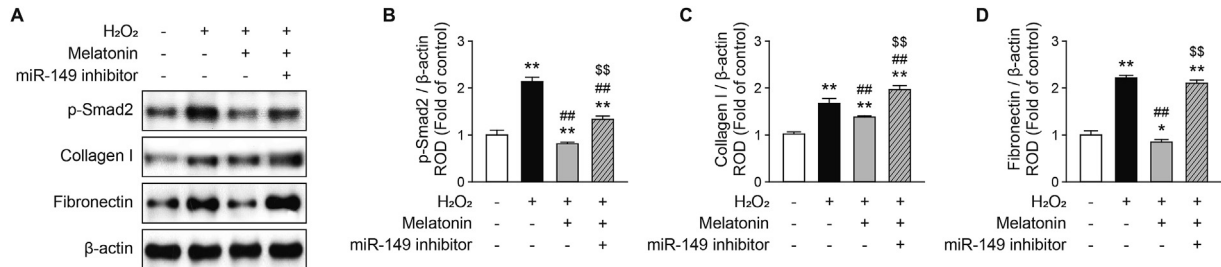 A
H₂O₂ - + + +
Melatonin - - + +
miR-149 inhibitor - - - +
p-Smad2
Collagen I
Fibronectin
β-actin
B
p-Smad2 / β-actin
ROD (Fold of control)
3
2
1
0
**
##
**
$$
##
**
H₂O₂ - + + +
Melatonin - - + +
miR-149 inhibitor - - - +
C
Collagen I / β-actin
ROD (Fold of control)
3
2
1
0
**
##
**
$$
##
**
H₂O₂ - + + +
Melatonin - - + +
miR-149 inhibitor - - - +
D
Fibronectin / β-actin
ROD (Fold of control)
3
2
1
0
**
##
*
$$
**
H₂O₂ - + + +
Melatonin - - + +
miR-149 inhibitor - - - +